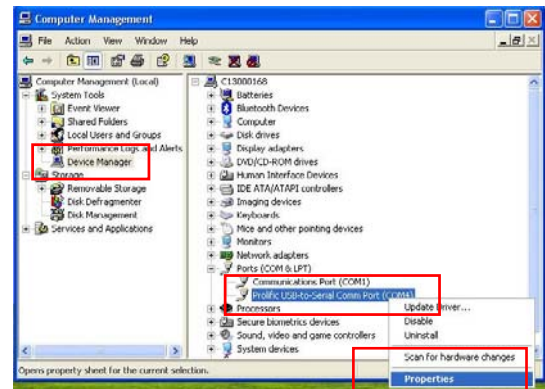 Computer Management
File Action View Window Help
Computer Management (Local)
System Tools
Event Viewer
Shared Folders
Local Users and Groups
Performance Logs and Alerts
Device Manager
Storage
Removable Storage
Disk Defragmenter
Disk Management
Services and Applications
C13000168
Batteries
Bluetooth Devices
Computer
Disk drives
Display adapters
DVD/CD-ROM drives
Human Interface Devices
IDE ATA/ATAPI controllers
Imaging devices
Keyboards
Mice and other pointing devices
Monitors
Network adapters
Ports (COM & LPT)
Communications Port (COM1)
Prolific USB-to-Serial Comm Port (COM4)
Processors
Secure biometrics devices
Sound, video and game controllers
System devices
Update Driver...
Disable
Uninstall
Scan for hardware changes
Properties
Opens property sheet for the current selection.